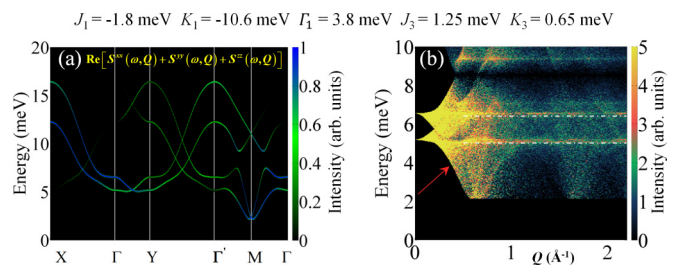 J₁ = -1.8 meV K₁ = -10.6 meV Γ₁ = 3.8 meV J₃ = 1.25 meV K₃ = 0.65 meV
(a) Re[Sˣˣ(ω,Q) + Sʸʸ(ω,Q) + Sᶻᶻ(ω,Q)]
Energy (meV)
20
15
10
5
0
X Γ Y Γ' M Γ
1
0.8
0.6
0.4
0.2
0
Intensity (arb. units)
(b)
Energy (meV)
10
8
6
4
2
0
0 1 2
Q (Å⁻¹)
5
4
3
2
1
0
Intensity (arb. units)